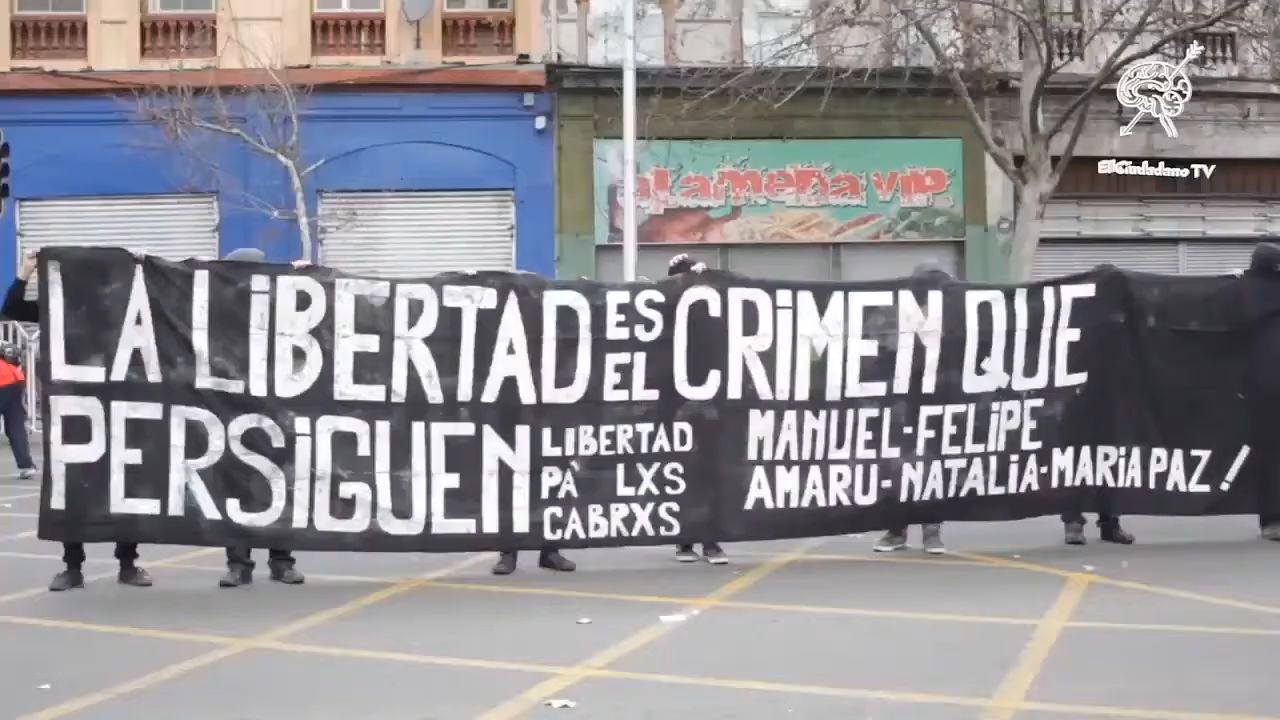 ElCiudadano TV
aLameDa VIP
LA LiBERTAD ES EL CRiMEN QUE
PERSiGUEN
LIBERTAD
PÀ LXS
CABRXS
MANUEL-FELiPE
AMARU-NATALiA-MARiA PAZ!